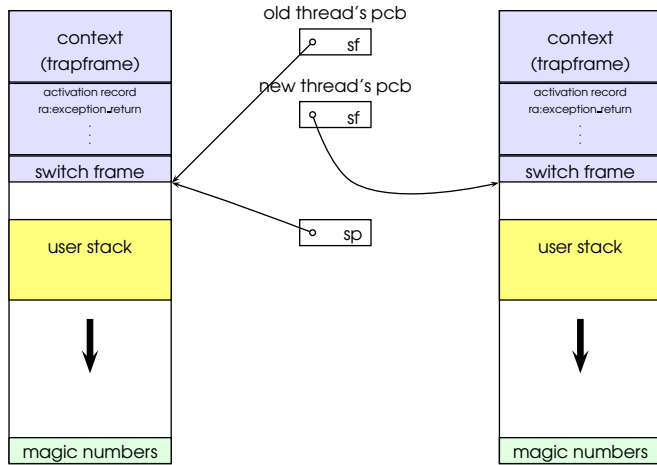 old thread's pcb
context
(trapframe)
sf
context
(trapframe)
new thread's pcb
activation record
ra:exception_return
.
.
.
sf
activation record
ra:exception_return
.
.
.
switch frame
switch frame
user stack
sp
user stack
magic numbers
magic numbers